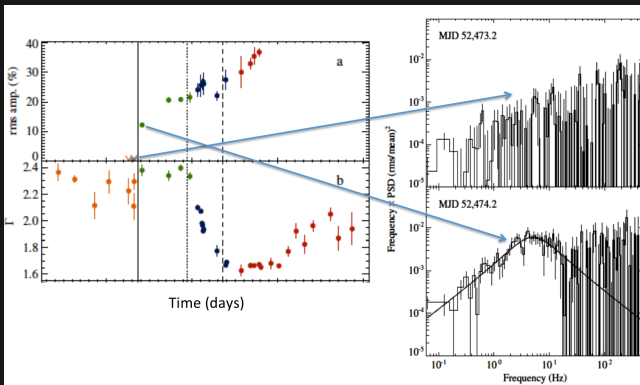 a
rms amp. (%)
40
30
20
10
0
b
Γ
2.4
2.2
2.0
1.8
1.6
Time (days)
MJD 52,473.2
10-2
10-3
10-4
10-5
Frequency × PSD (rms/mean)2
MJD 52,474.2
10-2
10-3
10-4
10-5
10-1
100
101
102
Frequency (Hz)